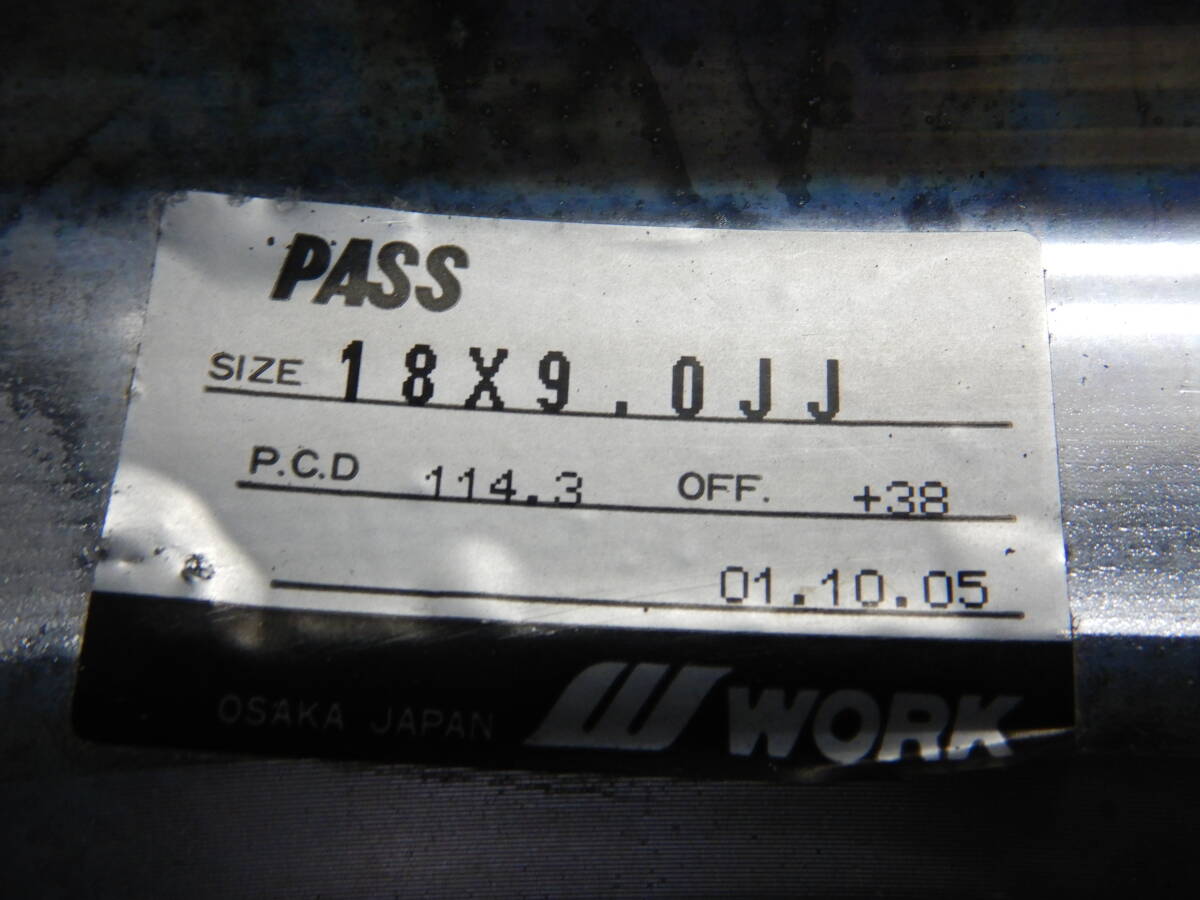 PASS
SIZE 18X9.0JJ
P.C.D 114.3 OFF. +38
01.10.05
OSAKA JAPAN WORK